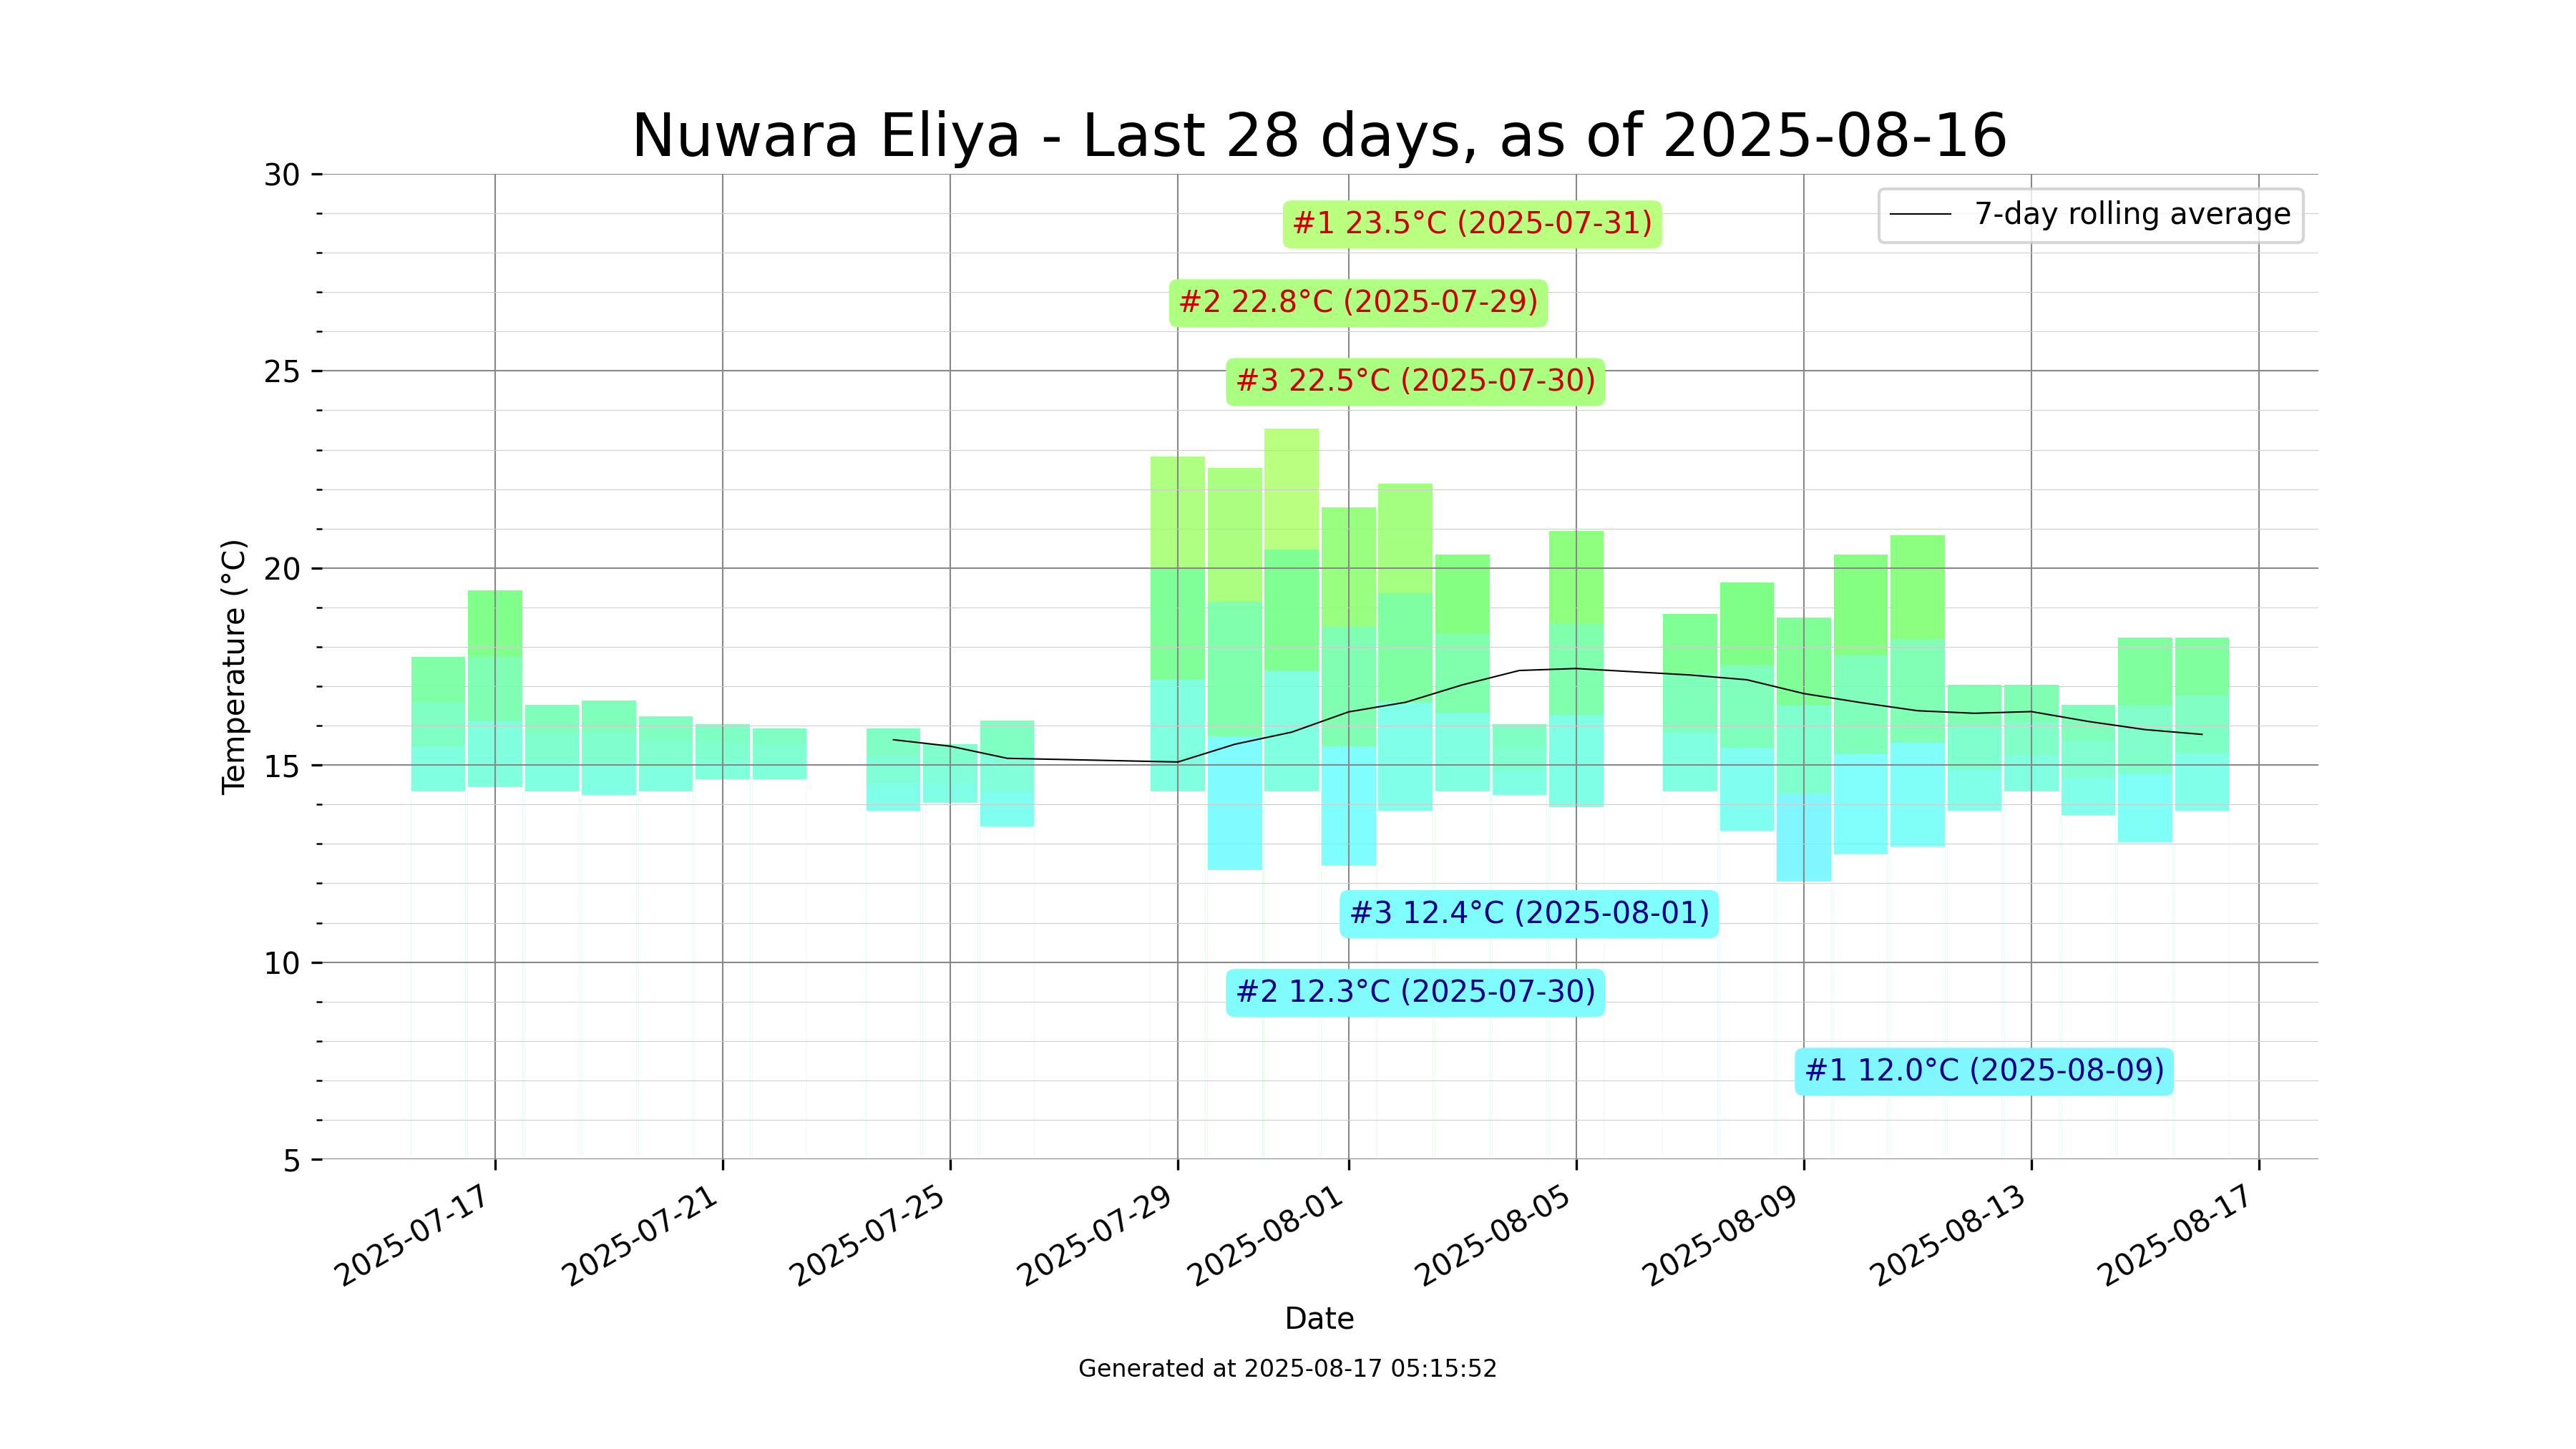 Nuwara Eliya - Last 28 days, as of 2025-08-16
7-day rolling average
#1 23.5°C (2025-07-31)
#2 22.8°C (2025-07-29)
#3 22.5°C (2025-07-30)
#3 12.4°C (2025-08-01)
#2 12.3°C (2025-07-30)
#1 12.0°C (2025-08-09)
Temperature (°C)
30
25
20
15
10
5
2025-07-17
2025-07-21
2025-07-25
2025-07-29
2025-08-01
2025-08-05
2025-08-09
2025-08-13
2025-08-17
Date
Generated at 2025-08-17 05:15:52